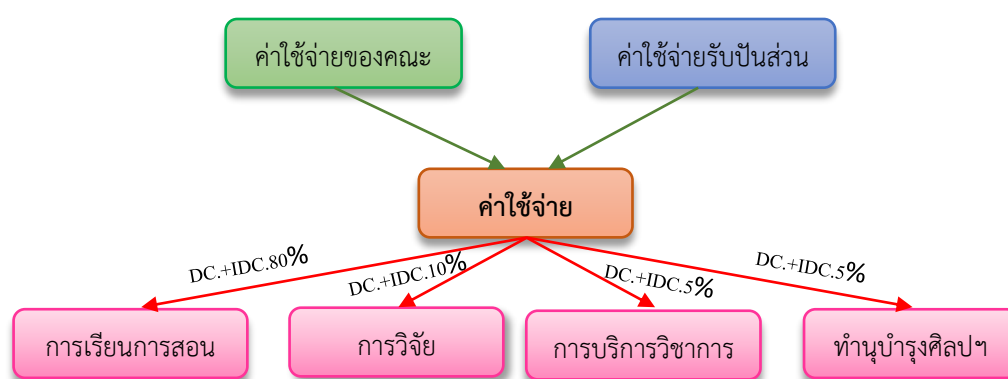 ค่าใช้จ่ายของคณะ
ค่าใช้จ่ายรับปันส่วน
ค่าใช้จ่าย
DC.+IDC.80%
DC.+IDC.10%
DC.+IDC.5%
DC.+IDC.5%
การเรียนการสอน
การวิจัย
การบริการวิชาการ
ทำนุบำรุงศิลปฯ